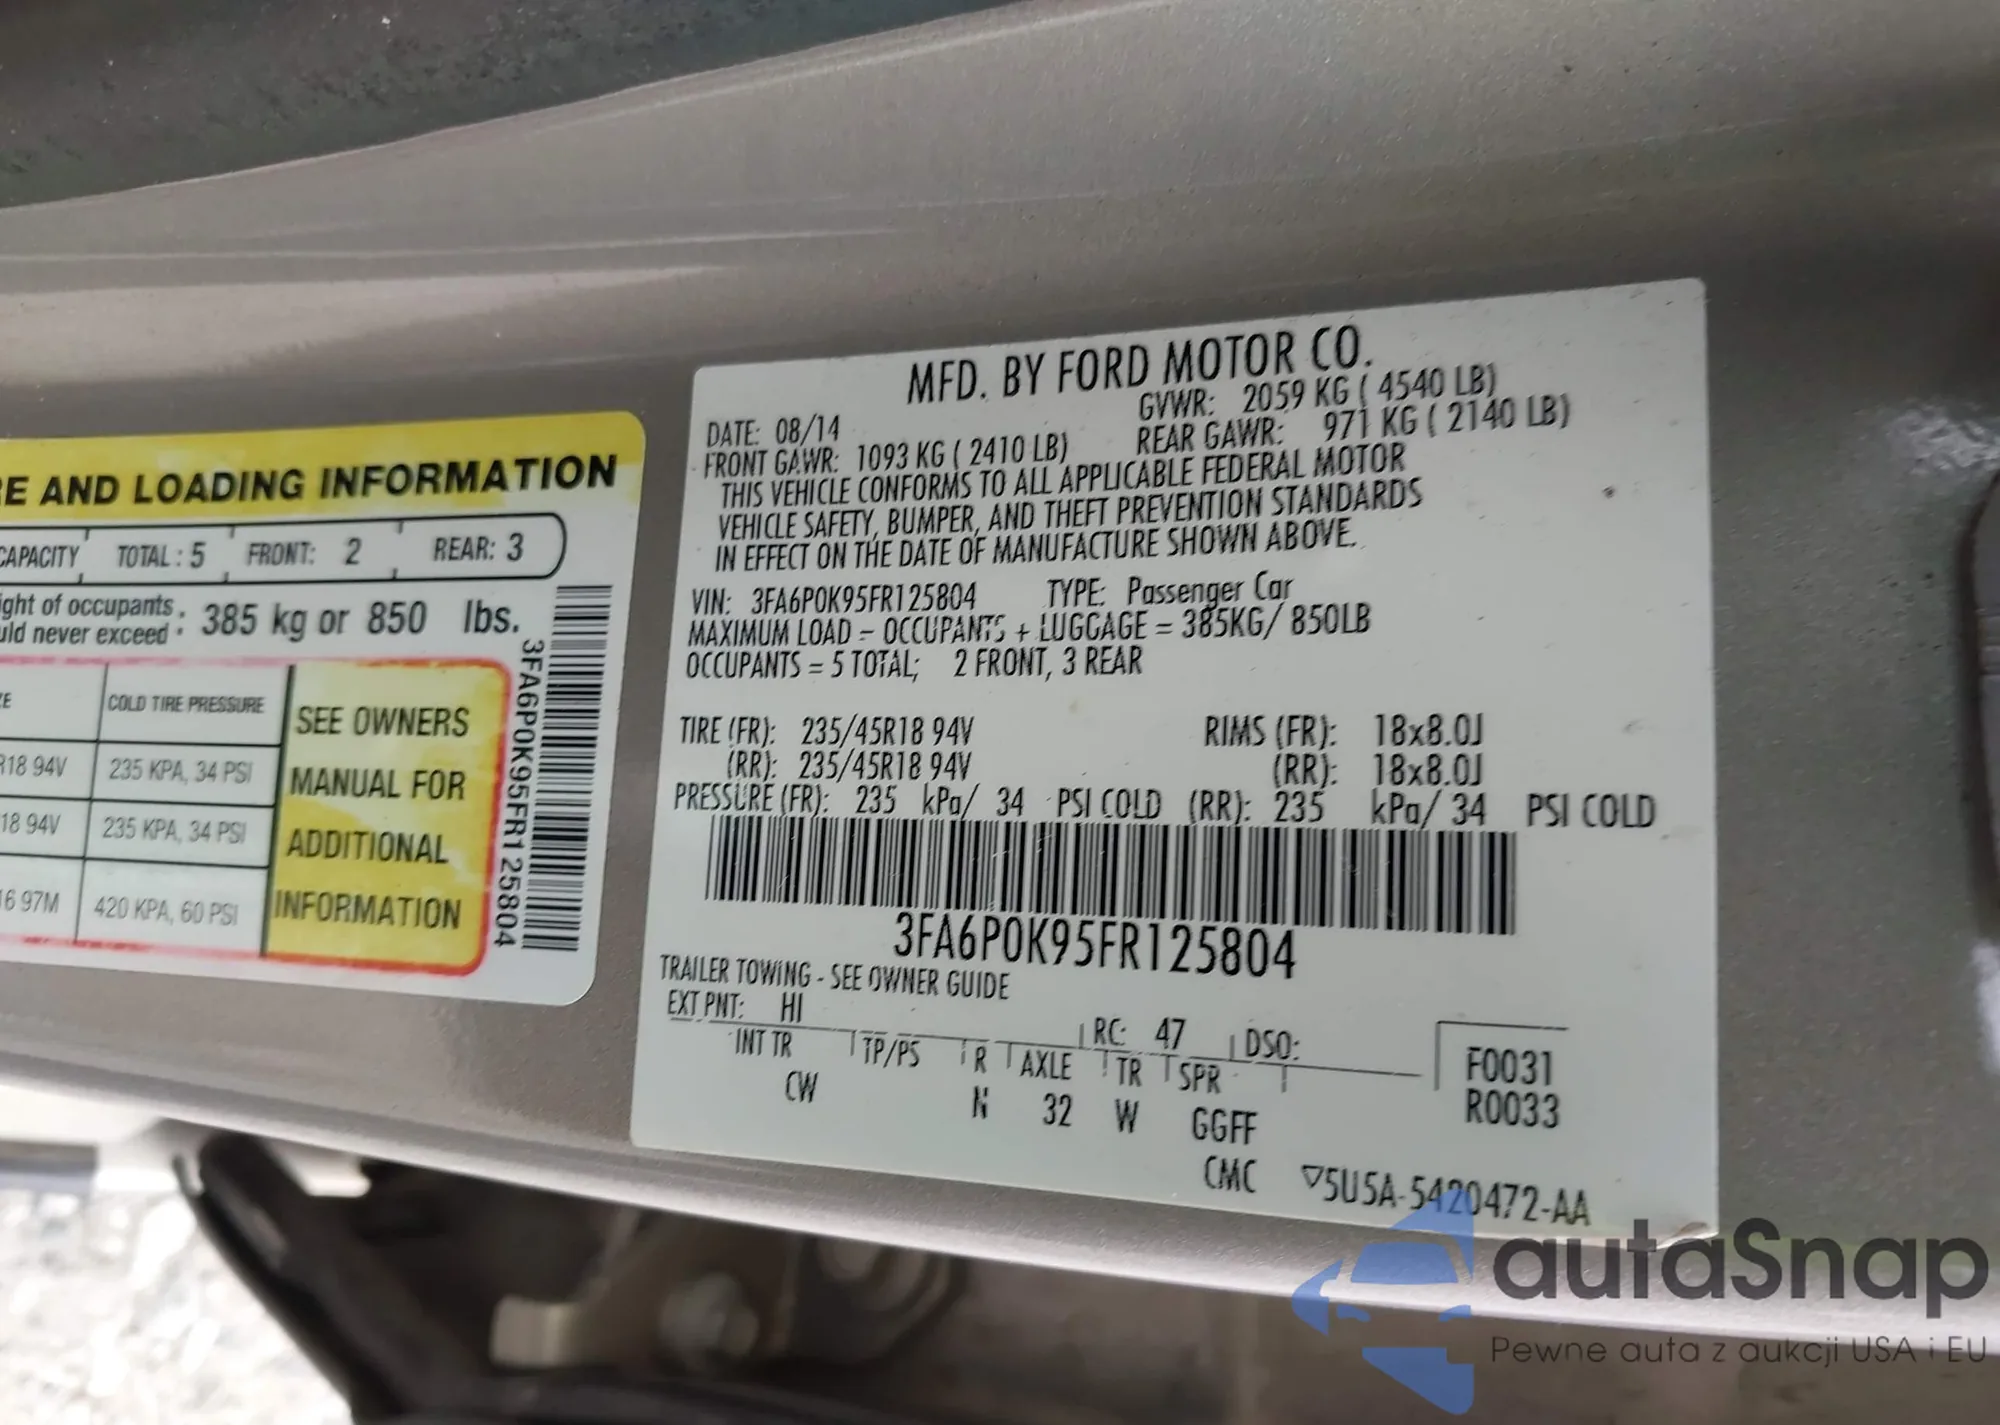 RE AND LOADING INFORMATION
CAPACITY TOTAL : 5 FRONT: 2 REAR: 3
ight of occupants
uld never exceed : 385 kg or 850 lbs.
COLD TIRE PRESSURE
R18 94V 235 KPA, 34 PSI
18 94V 235 KPA, 34 PSI
16 97M 420 KPA, 60 PSI
SEE OWNERS
MANUAL FOR
ADDITIONAL
INFORMATION
3FA6P0K95FR125804
MFD. BY FORD MOTOR CO.
DATE: 08/14 GVWR: 2059 KG ( 4540 LB)
FRONT GAWR: 1093 KG ( 2410 LB) REAR GAWR: 971 KG ( 2140 LB)
THIS VEHICLE CONFORMS TO ALL APPLICABLE FEDERAL MOTOR
VEHICLE SAFETY, BUMPER, AND THEFT PREVENTION STANDARDS
IN EFFECT ON THE DATE OF MANUFACTURE SHOWN ABOVE.
VIN: 3FA6P0K95FR125804 TYPE: Passenger Car
MAXIMUM LOAD = OCCUPANTS + LUGGAGE = 385KG/ 850LB
OCCUPANTS = 5 TOTAL; 2 FRONT, 3 REAR
TIRE (FR): 235/45R18 94V RIMS (FR): 18x8.0J
(RR): 235/45R18 94V (RR): 18x8.0J
PRESSURE (FR): 235 kPa/ 34 PSI COLD (RR): 235 kPa/ 34 PSI COLD
3FA6P0K95FR125804
TRAILER TOWING - SEE OWNER GUIDE
EXT PNT: HI RC: 47 DSO:
INT TR TP/PS R AXLE TR SPR F0031
CW N 32 W GGFF R0033
CMC ▽5U5A-5420472-AA
autaSnap
Pewne auta z aukcji USA i EU